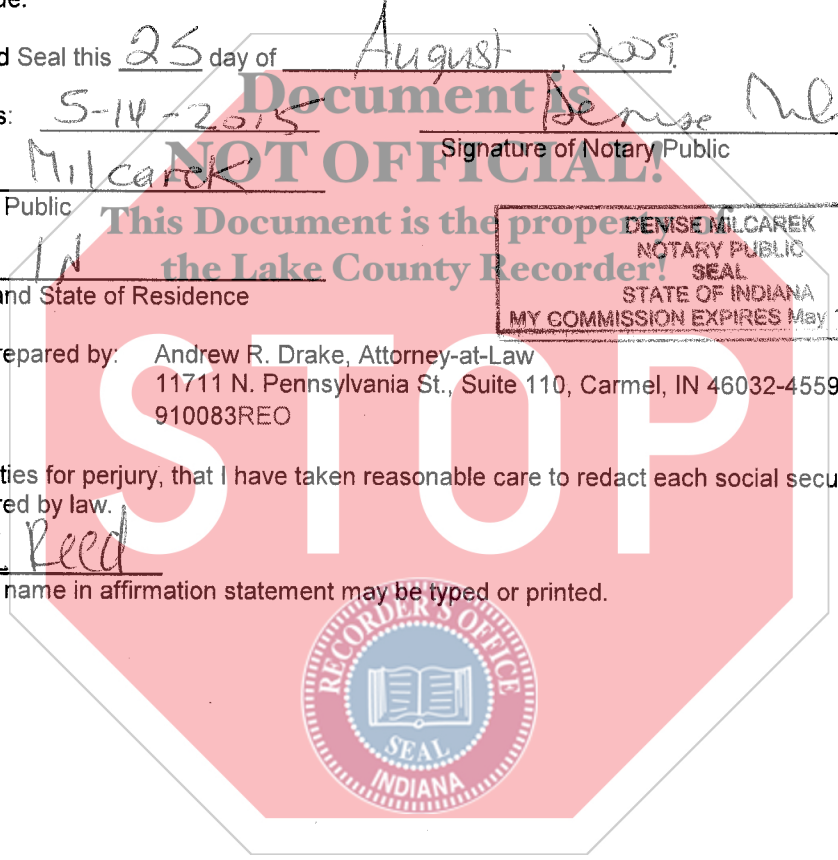 d Seal this 25 day of August, 2009.
Document is
s: 5-14-2015 Denise
Signature of Notary Public
NOT OFFICIAL!
Milcarek
Public
This Document is the property of
the Lake County Recorder!
DENISE MILCAREK
NOTARY PUBLIC
SEAL
STATE OF INDIANA
MY COMMISSION EXPIRES May
IN
and State of Residence
repared by: Andrew R. Drake, Attorney-at-Law
11711 N. Pennsylvania St., Suite 110, Carmel, IN 46032-4559
910083REO
STOP
ties for perjury, that I have taken reasonable care to redact each social secu
red by law.
Reed
name in affirmation statement may be typed or printed.
RECORDER'S OFFICE
SEAL
INDIANA